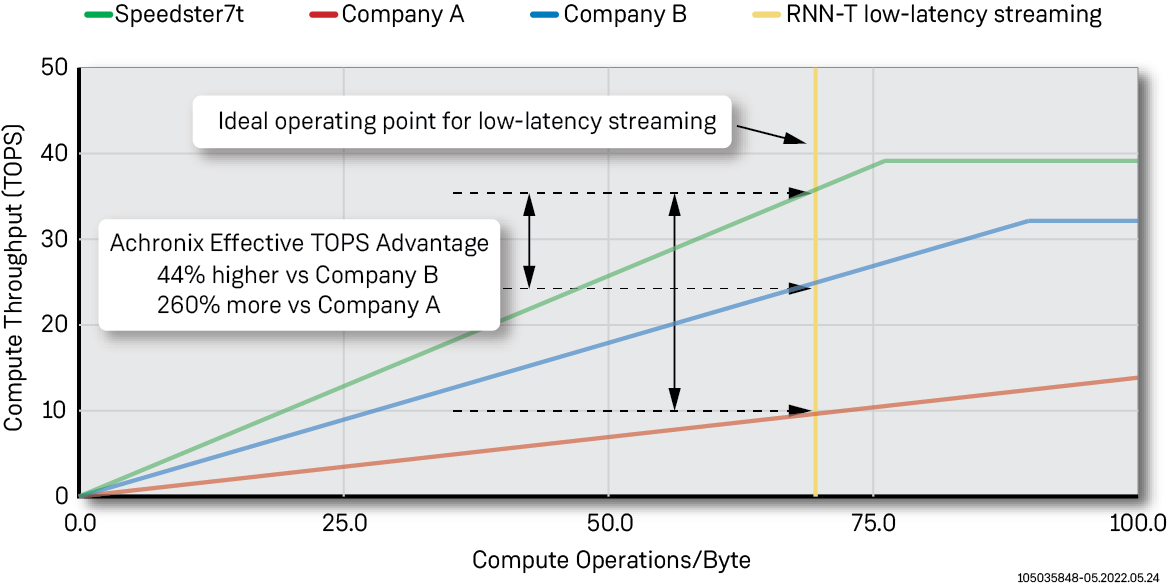 Speedster7t Company A Company B RNN-T low-latency streaming
50
Ideal operating point for low-latency streaming
40
Compute Throughput (TOPS)
Achronix Effective TOPS Advantage
44% higher vs Company B
260% more vs Company A
30
20
10
0
0.0 25.0 50.0 75.0 100.0
Compute Operations/Byte
105035848-05.2022.05.24